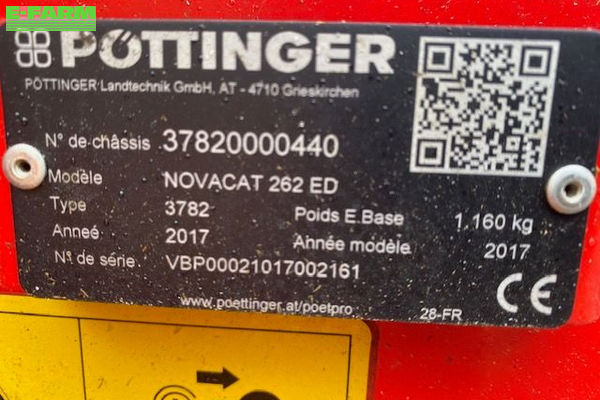 E-FARM
PÖTTINGER
PÖTTINGER Landtechnik GmbH, AT - 4710 Grieskirchen
N° de châssis 37820000440
Modèle NOVACAT 262 ED
Type 3782 Poids E.Base 1.160 kg
Anneé 2017 Année modèle 2017
N° de série VBP00021017002161
www.poettinger.at/poetpro 28-FR
CE